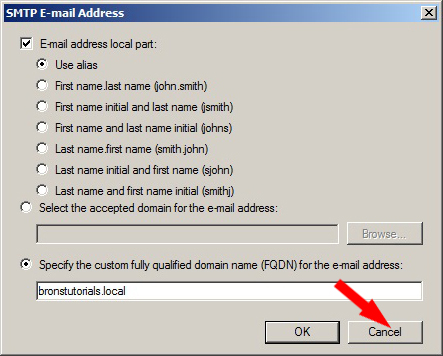 SMTP E-mail Address
E-mail address local part:
Use alias
First name.last name (john.smith)
First name initial and last name (jsmith)
First name and last name initial (johns)
Last name.first name (smith.john)
Last name initial and first name (sjohn)
Last name and first name initial (smithj)
Select the accepted domain for the e-mail address:
Browse...
Specify the custom fully qualified domain name (FQDN) for the e-mail address:
bronstutorials.local
OK Cancel